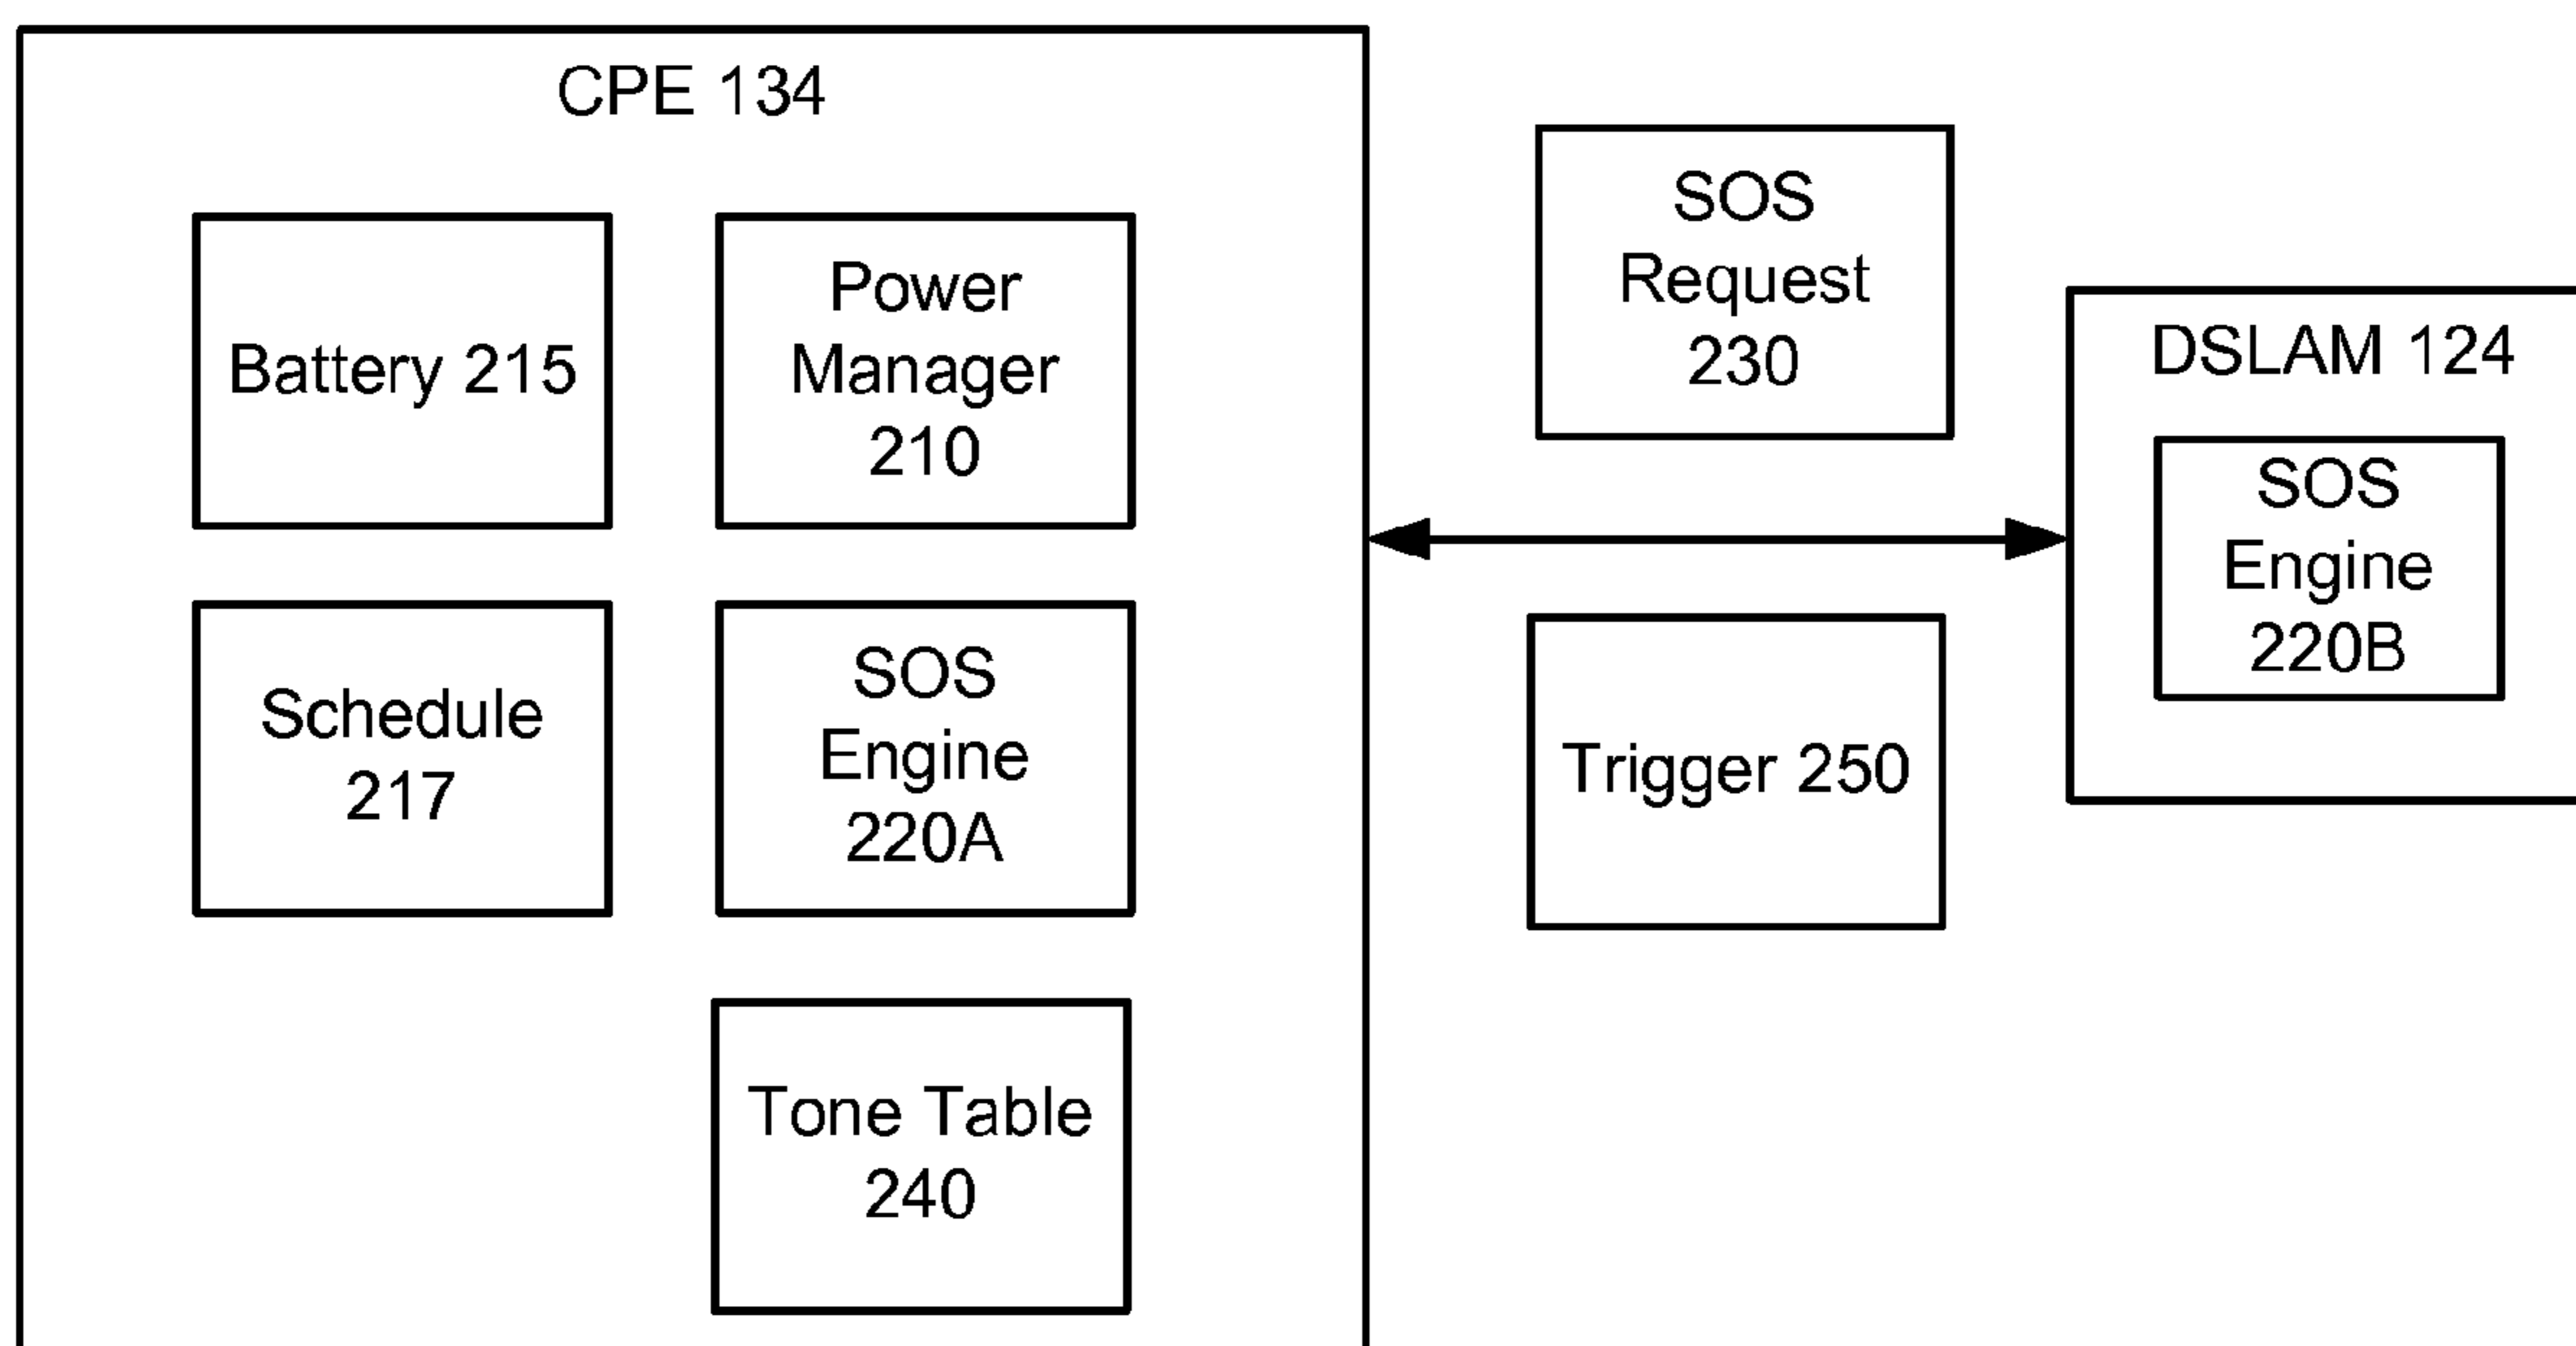 CPE 134
Battery 215
Power
Manager
210
Schedule
217
SOS
Engine
220A
Tone Table
240
SOS
Request
230
Trigger 250
DSLAM 124
SOS
Engine
220B